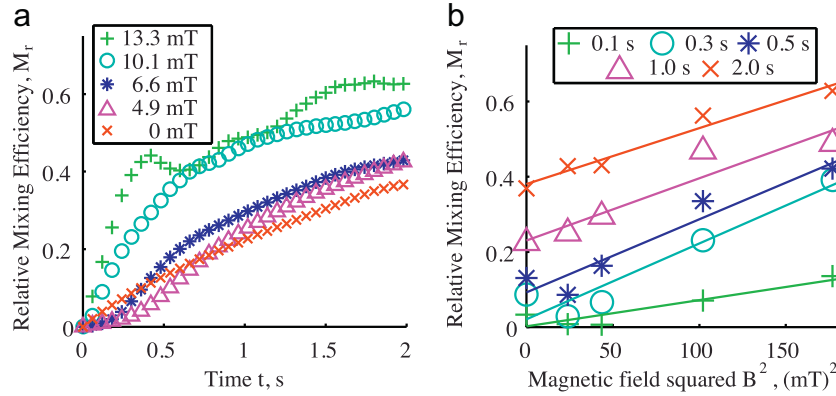 a
13.3 mT
10.1 mT
6.6 mT
4.9 mT
0 mT
Relative Mixing Efficiency, M_r
0.6
0.4
0.2
0
0 0.5 1 1.5 2
Time t, s
b
0.1 s 0.3 s 0.5 s
1.0 s 2.0 s
Relative Mixing Efficiency, M_r
0.6
0.4
0.2
0
0 50 100 150
Magnetic field squared B², (mT)²